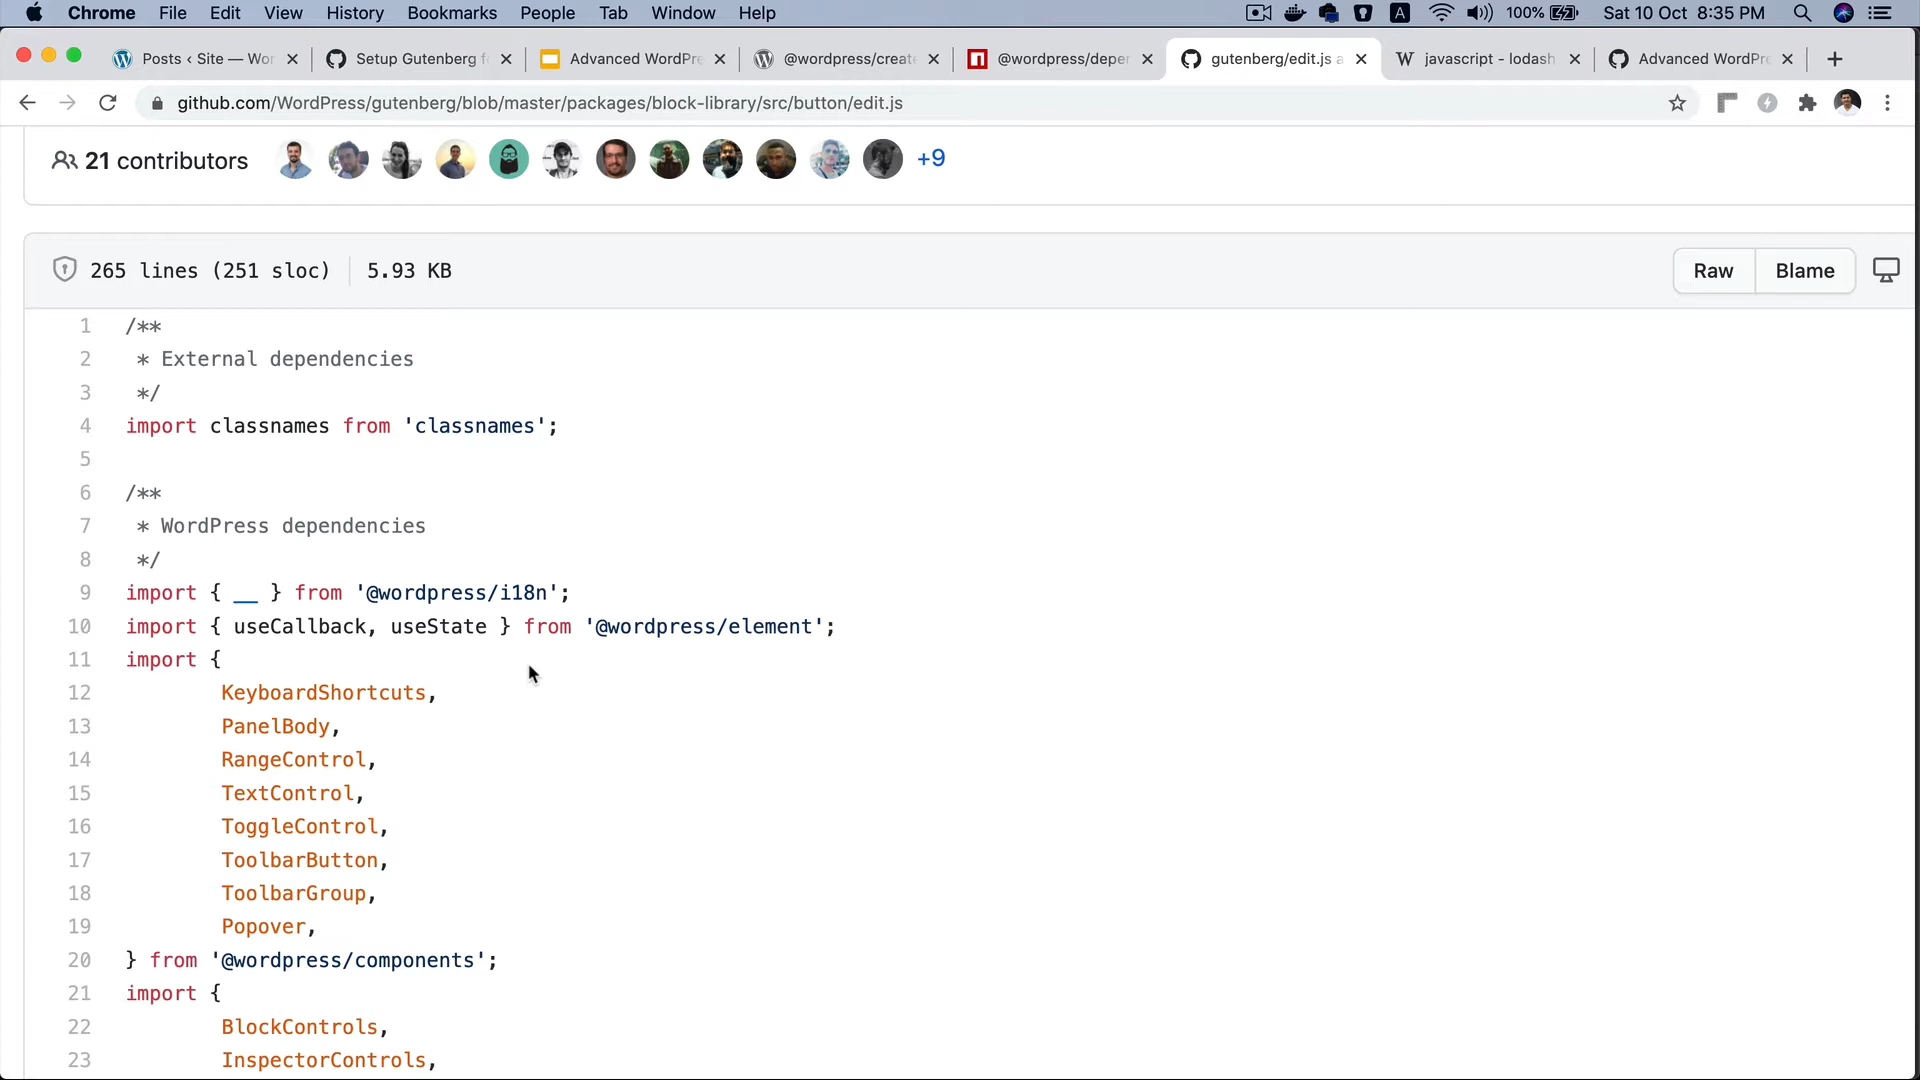 Chrome File Edit View History Bookmarks People Tab Window Help A 100% Sat 10 Oct 8:35 PM
Posts ‹ Site — Wor Setup Gutenberg f Advanced WordPre @wordpress/create @wordpress/depen gutenberg/edit.js a javascript - lodash Advanced WordPre
github.com/WordPress/gutenberg/blob/master/packages/block-library/src/button/edit.js
21 contributors +9
265 lines (251 sloc) 5.93 KB Raw Blame
1 /**
2 * External dependencies
3 */
4 import classnames from 'classnames';
5
6 /**
7 * WordPress dependencies
8 */
9 import { __ } from '@wordpress/i18n';
10 import { useCallback, useState } from '@wordpress/element';
11 import {
12 KeyboardShortcuts,
13 PanelBody,
14 RangeControl,
15 TextControl,
16 ToggleControl,
17 ToolbarButton,
18 ToolbarGroup,
19 Popover,
20 } from '@wordpress/components';
21 import {
22 BlockControls,
23 InspectorControls,